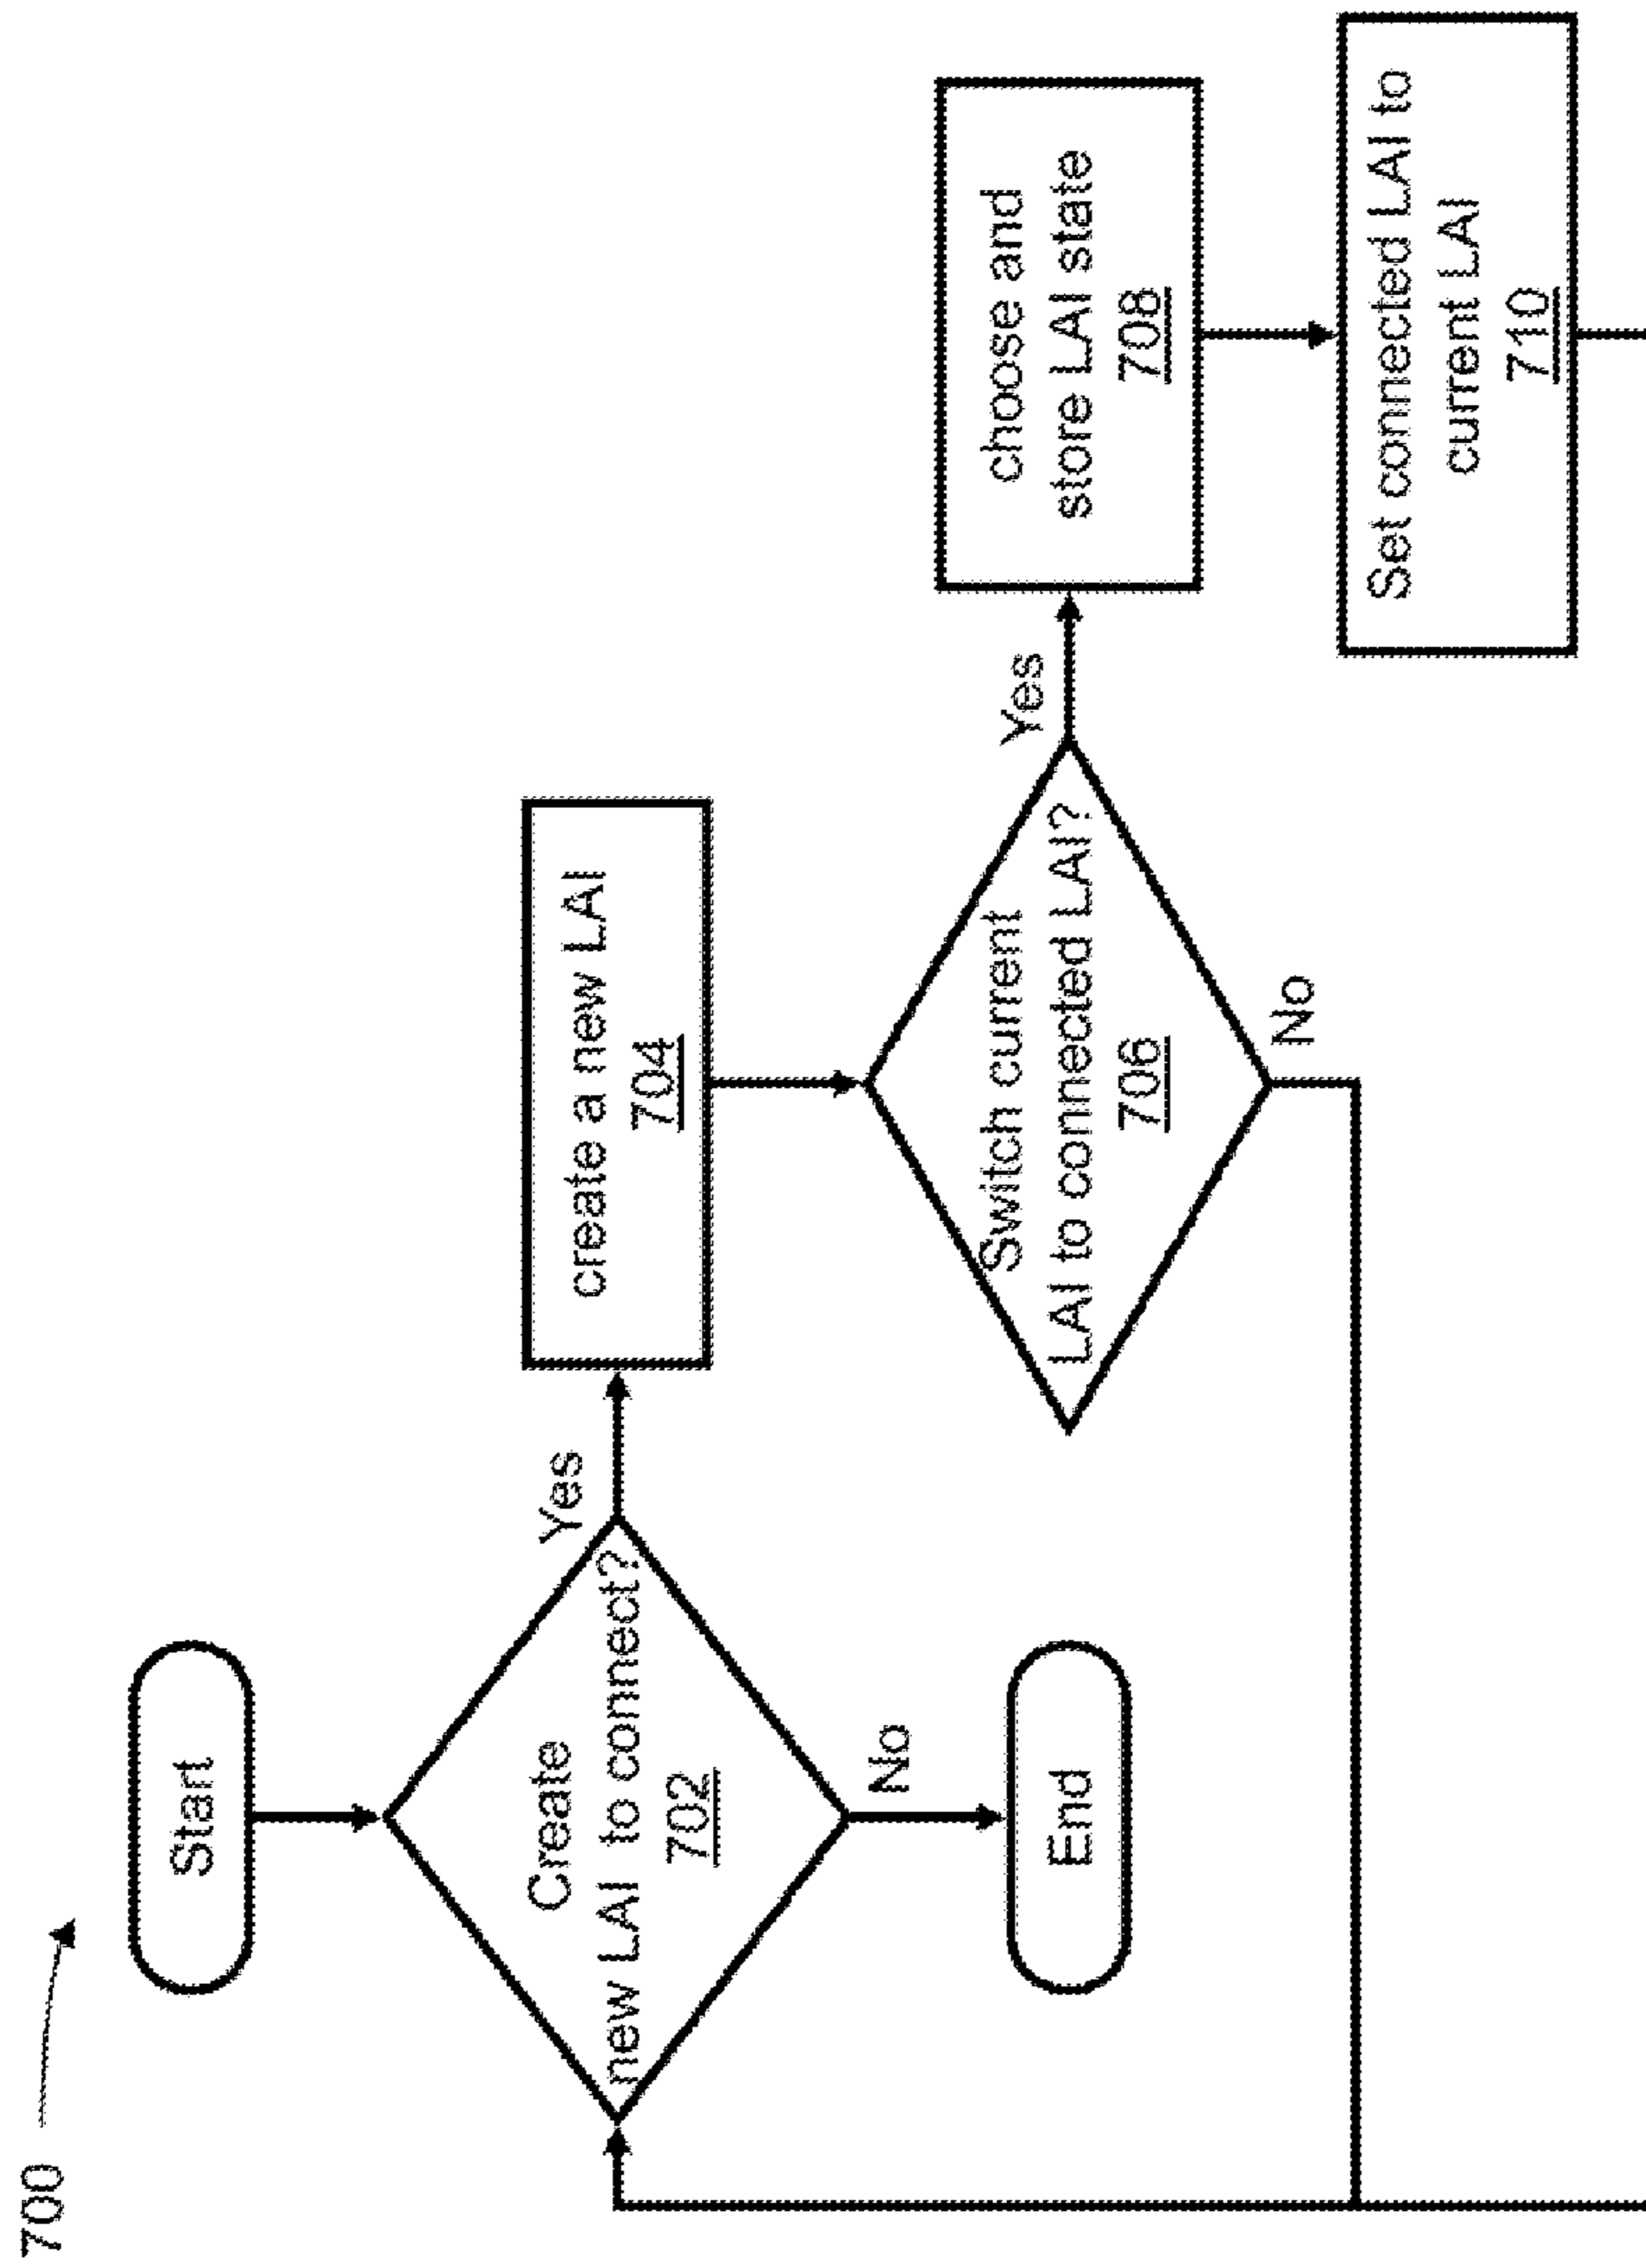 700
Start
Create
new LAI to connect?
702
Yes
No
End
create a new LAI
704
Switch current
LAI to connected LAI?
706
Yes
No
choose and
store LAI state
708
Set connected LAI to
current LAI
710